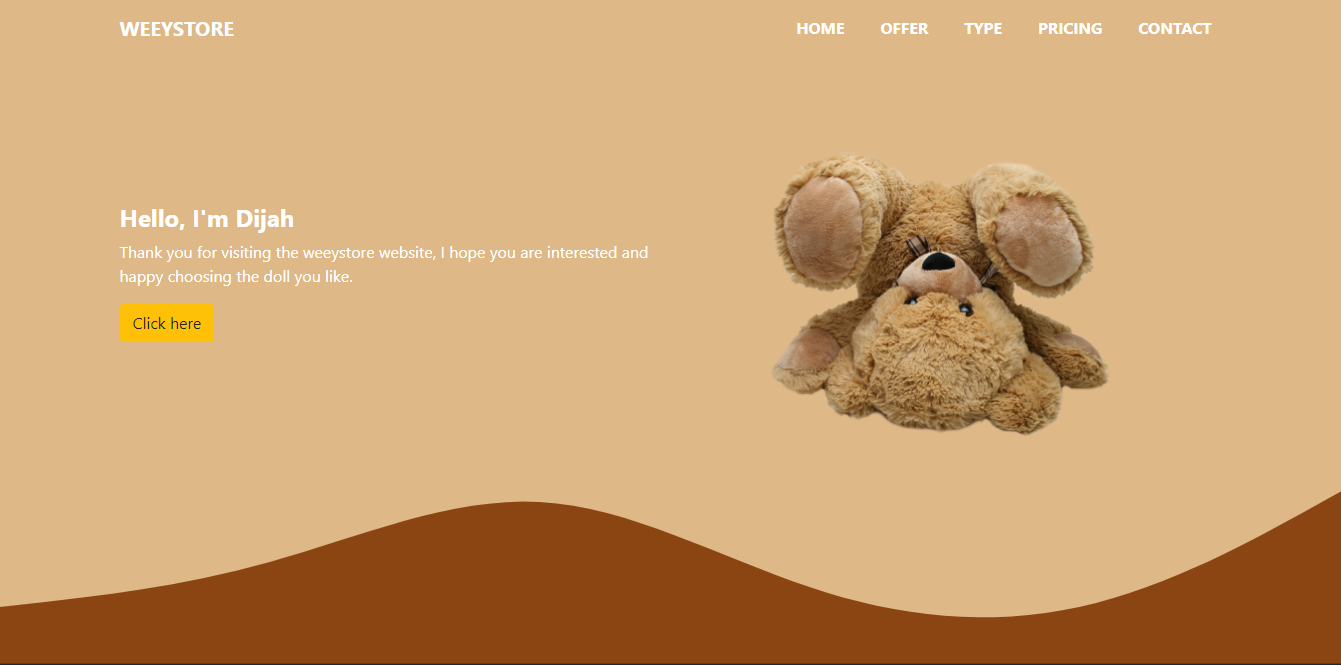 WEEYSTORE
HOME OFFER TYPE PRICING CONTACT
Hello, I'm Dijah
Thank you for visiting the weeystore website, I hope you are interested and
happy choosing the doll you like.
Click here